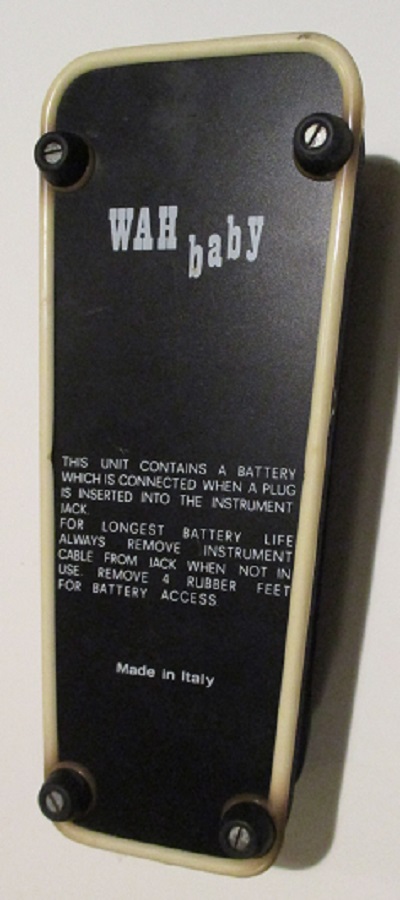 WAH baby
THIS UNIT CONTAINS A BATTERY
WHICH IS CONNECTED WHEN A PLUG
IS INSERTED INTO THE INSTRUMENT
JACK.
FOR LONGEST BATTERY LIFE
ALWAYS REMOVE INSTRUMENT
CABLE FROM JACK WHEN NOT IN
USE. REMOVE 4 RUBBER FEET
FOR BATTERY ACCESS
Made in Italy